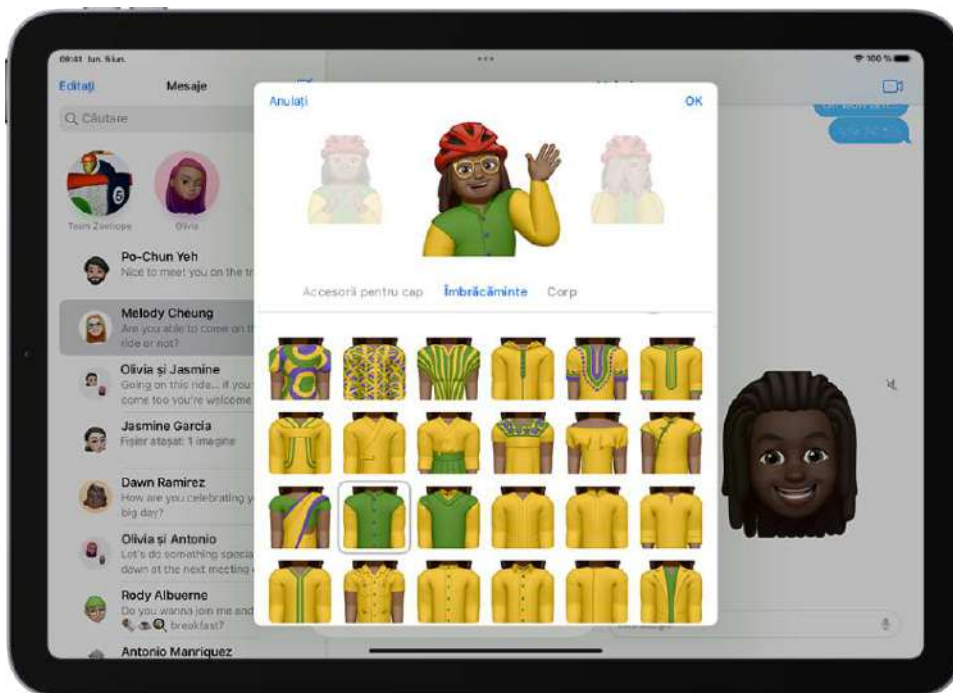 09:41 lun. 6 iun.
100 %
Editați
Mesaje
Căutare
Team Zoetrope
Olivia
Po-Chun Yeh
Nice to meet you on the
Melody Cheung
Are you able to come on
ride or not?
Olivia și Jasmine
Going on this ride... if you
come too you're welcome
Jasmine Garcia
Fișier atașat: 1 imagine
Dawn Ramirez
How are you celebrating
big day?
Olivia și Antonio
Let's do something
down at the next meeting
Rody Albuerne
Do you wanna join me and
breakfast?
Antonio Manriquez
Anulați
OK
Accesorii pentru cap
Îmbrăcăminte
Corp
5